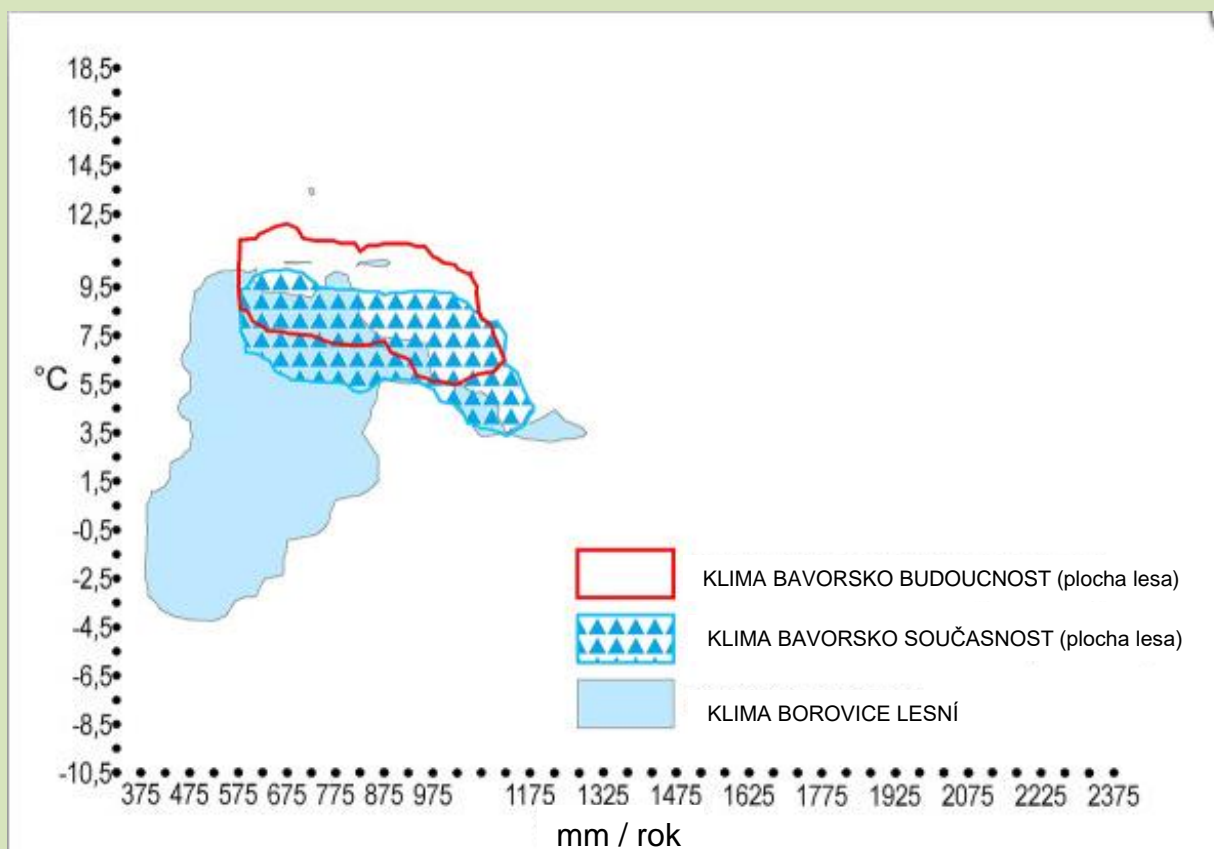 18,5
16,5
14,5
12,5
9,5
7,5
°C
5,5
3,5
1,5
-0,5
-2,5
-4,5
-6,5
-8,5
-10,5
375 475 575 675 775 875 975 1175 1325 1475 1625 1775 1925 2075 2225 2375
mm / rok
KLIMA BAVORSKO BUDOUCNOST (plocha lesa)
KLIMA BAVORSKO SOUČASNOST (plocha lesa)
KLIMA BOROVICE LESNÍ